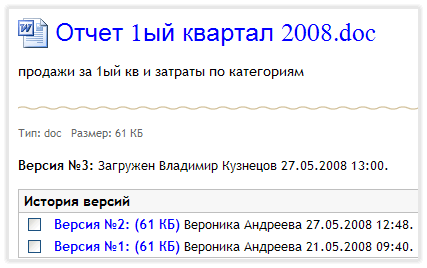 Отчет 1ый квартал 2008.doc
продажи за 1ый кв и затраты по категориям
Тип: doc Размер: 61 КБ
Версия №3: Загружен Владимир Кузнецов 27.05.2008 13:00.
История версий
Версия №2: (61 КБ) Вероника Андреева 27.05.2008 12:48.
Версия №1: (61 КБ) Вероника Андреева 21.05.2008 09:40.